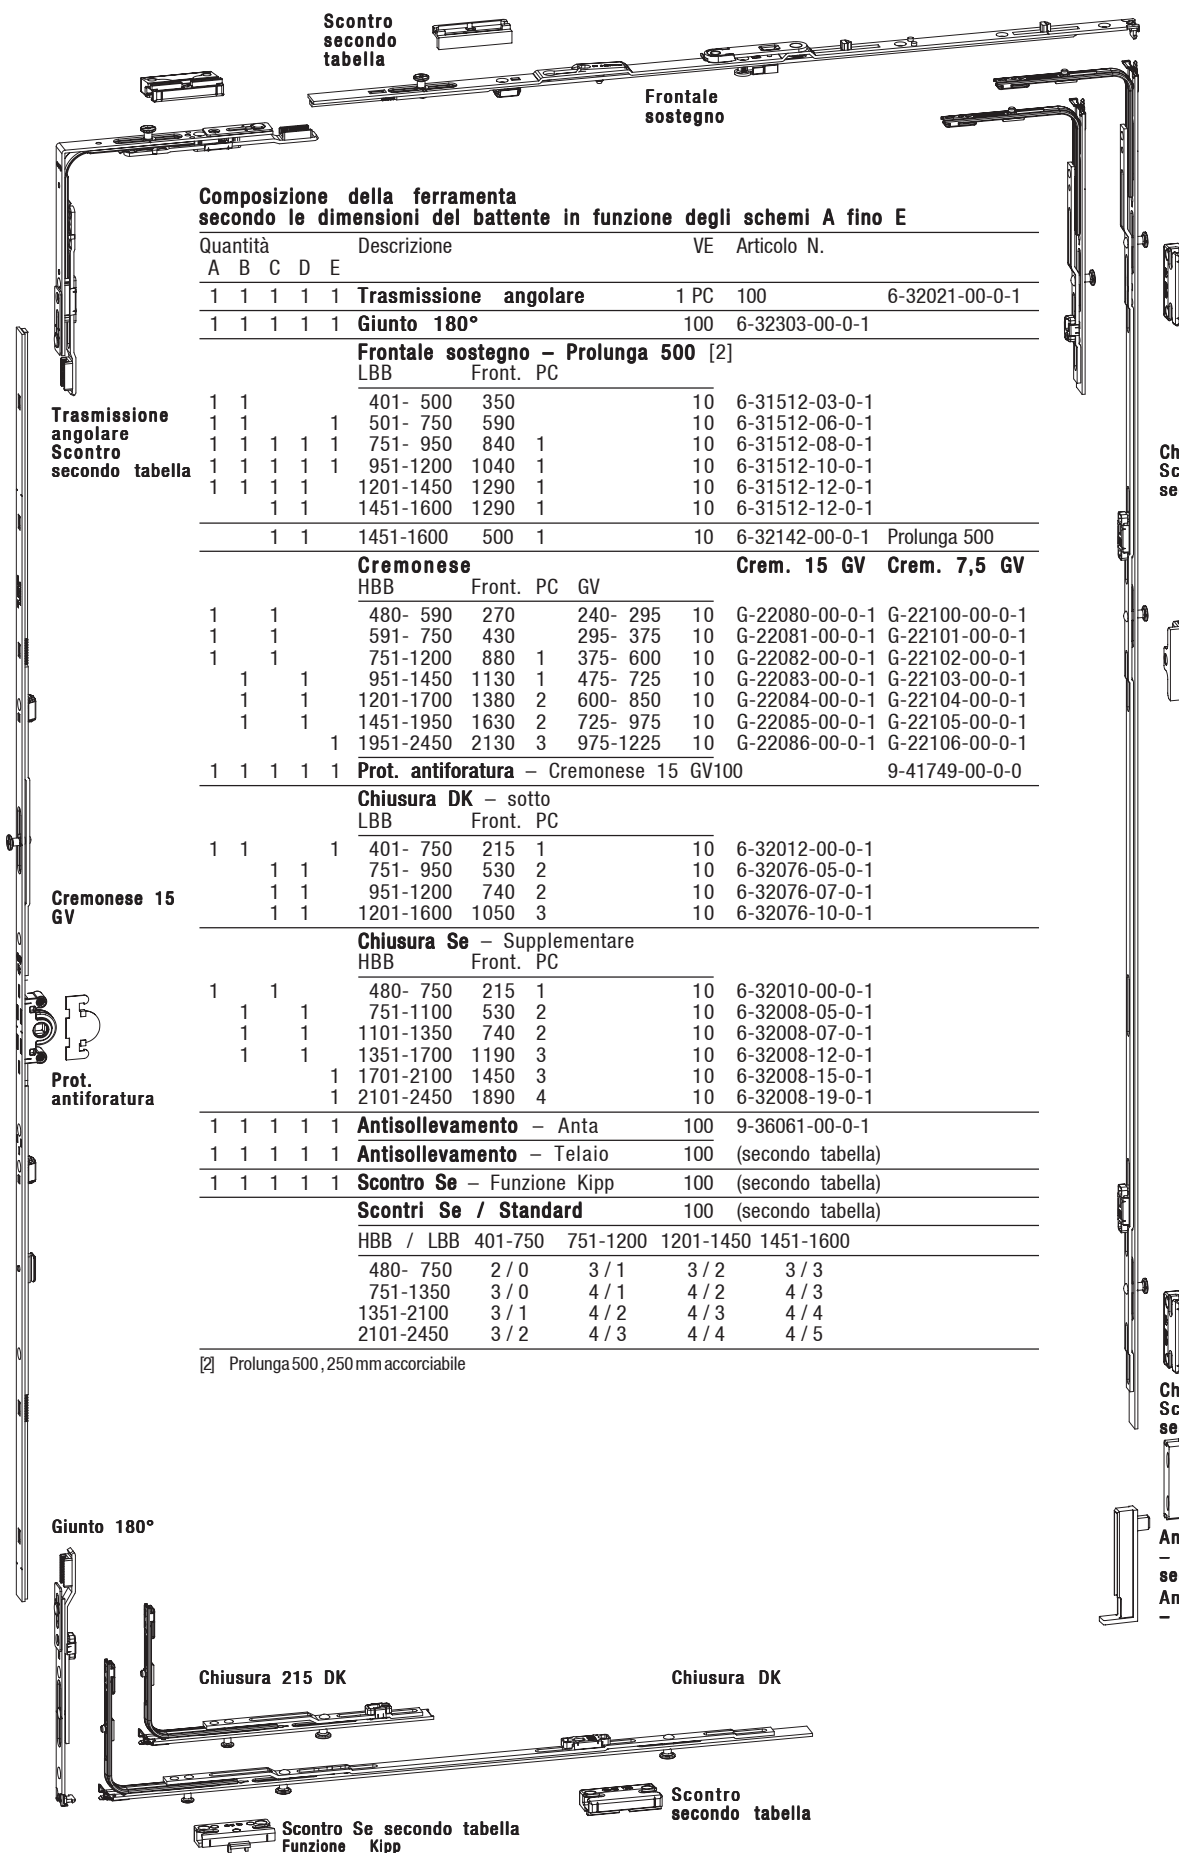 Scontro
secondo
tabella
Frontale
sostegno
Composizione della ferramenta
secondo le dimensioni del battente in funzione degli schemi A fino E
Quantità Descrizione VE Articolo N.
A B C D E
1 1 1 1 1 Trasmissione angolare 1 PC 100 6-32021-00-0-1
1 1 1 1 1 Giunto 180° 100 6-32303-00-0-1
Frontale sostegno – Prolunga 500 [2]
LBB Front. PC
1 1 401- 500 350 10 6-31512-03-0-1
1 1 1 501- 750 590 10 6-31512-06-0-1
1 1 1 1 1 751- 950 840 1 10 6-31512-08-0-1
1 1 1 1 1 951-1200 1040 1 10 6-31512-10-0-1
1 1 1 1 1201-1450 1290 1 10 6-31512-12-0-1
1 1 1451-1600 1290 1 10 6-31512-12-0-1
1 1 1451-1600 500 1 10 6-32142-00-0-1 Prolunga 500
Cremonese Crem. 15 GV Crem. 7,5 GV
HBB Front. PC GV
1 1 480- 590 270 240- 295 10 G-22080-00-0-1 G-22100-00-0-1
1 1 591- 750 430 295- 375 10 G-22081-00-0-1 G-22101-00-0-1
1 1 751-1200 880 1 375- 600 10 G-22082-00-0-1 G-22102-00-0-1
1 1 951-1450 1130 1 475- 725 10 G-22083-00-0-1 G-22103-00-0-1
1 1 1201-1700 1380 2 600- 850 10 G-22084-00-0-1 G-22104-00-0-1
1 1 1451-1950 1630 2 725- 975 10 G-22085-00-0-1 G-22105-00-0-1
1 1951-2450 2130 3 975-1225 10 G-22086-00-0-1 G-22106-00-0-1
1 1 1 1 1 Prot. antiforatura – Cremonese 15 GV100 9-41749-00-0-0
Chiusura DK – sotto
LBB Front. PC
1 1 1 401- 750 215 1 10 6-32012-00-0-1
1 1 751- 950 530 2 10 6-32076-05-0-1
1 1 951-1200 740 2 10 6-32076-07-0-1
1 1 1201-1600 1050 3 10 6-32076-10-0-1
Chiusura Se – Supplementare
HBB Front. PC
1 1 480- 750 215 1 10 6-32010-00-0-1
1 1 751-1100 530 2 10 6-32008-05-0-1
1 1 1101-1350 740 2 10 6-32008-07-0-1
1 1 1351-1700 1190 3 10 6-32008-12-0-1
1 1701-2100 1450 3 10 6-32008-15-0-1
1 2101-2450 1890 4 10 6-32008-19-0-1
1 1 1 1 1 Antisollevamento – Anta 100 9-36061-00-0-1
1 1 1 1 1 Antisollevamento – Telaio 100 (secondo tabella)
1 1 1 1 1 Scontro Se – Funzione Kipp 100 (secondo tabella)
Scontri Se / Standard 100 (secondo tabella)
HBB / LBB 401-750 751-1200 1201-1450 1451-1600
480- 750 2 / 0 3 / 1 3 / 2 3 / 3
751-1350 3 / 0 4 / 1 4 / 2 4 / 3
1351-2100 3 / 1 4 / 2 4 / 3 4 / 4
2101-2450 3 / 2 4 / 3 4 / 4 4 / 5
[2] Prolunga 500 , 250 mm accorciabile
Trasmissione
angolare
Scontro
secondo tabella
Cremonese 15
GV
Prot.
antiforatura
Giunto 180°
Ch
Sc
se
Ch
Sc
se
An
–
se
An
–
Chiusura 215 DK
Chiusura DK
Scontro
secondo tabella
Scontro Se secondo tabella
Funzione Kipp